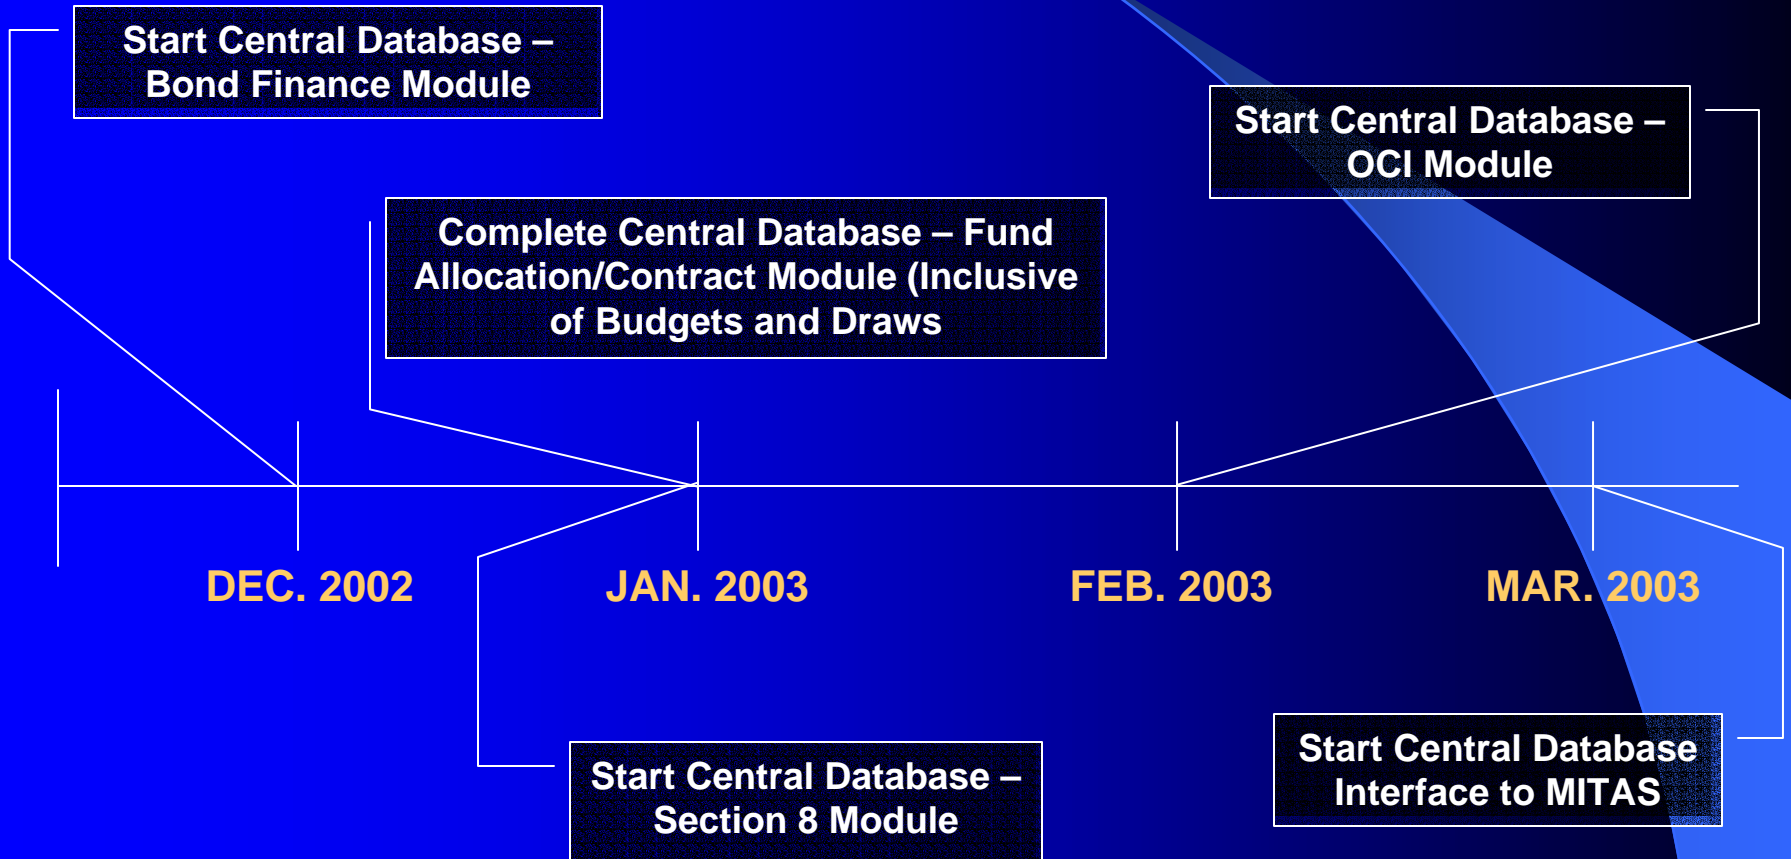 Start Central Database –
Bond Finance Module
Start Central Database –
OCI Module
Complete Central Database – Fund
Allocation/Contract Module (Inclusive
of Budgets and Draws
DEC. 2002
JAN. 2003
FEB. 2003
MAR. 2003
Start Central Database –
Section 8 Module
Start Central Database
Interface to MITAS